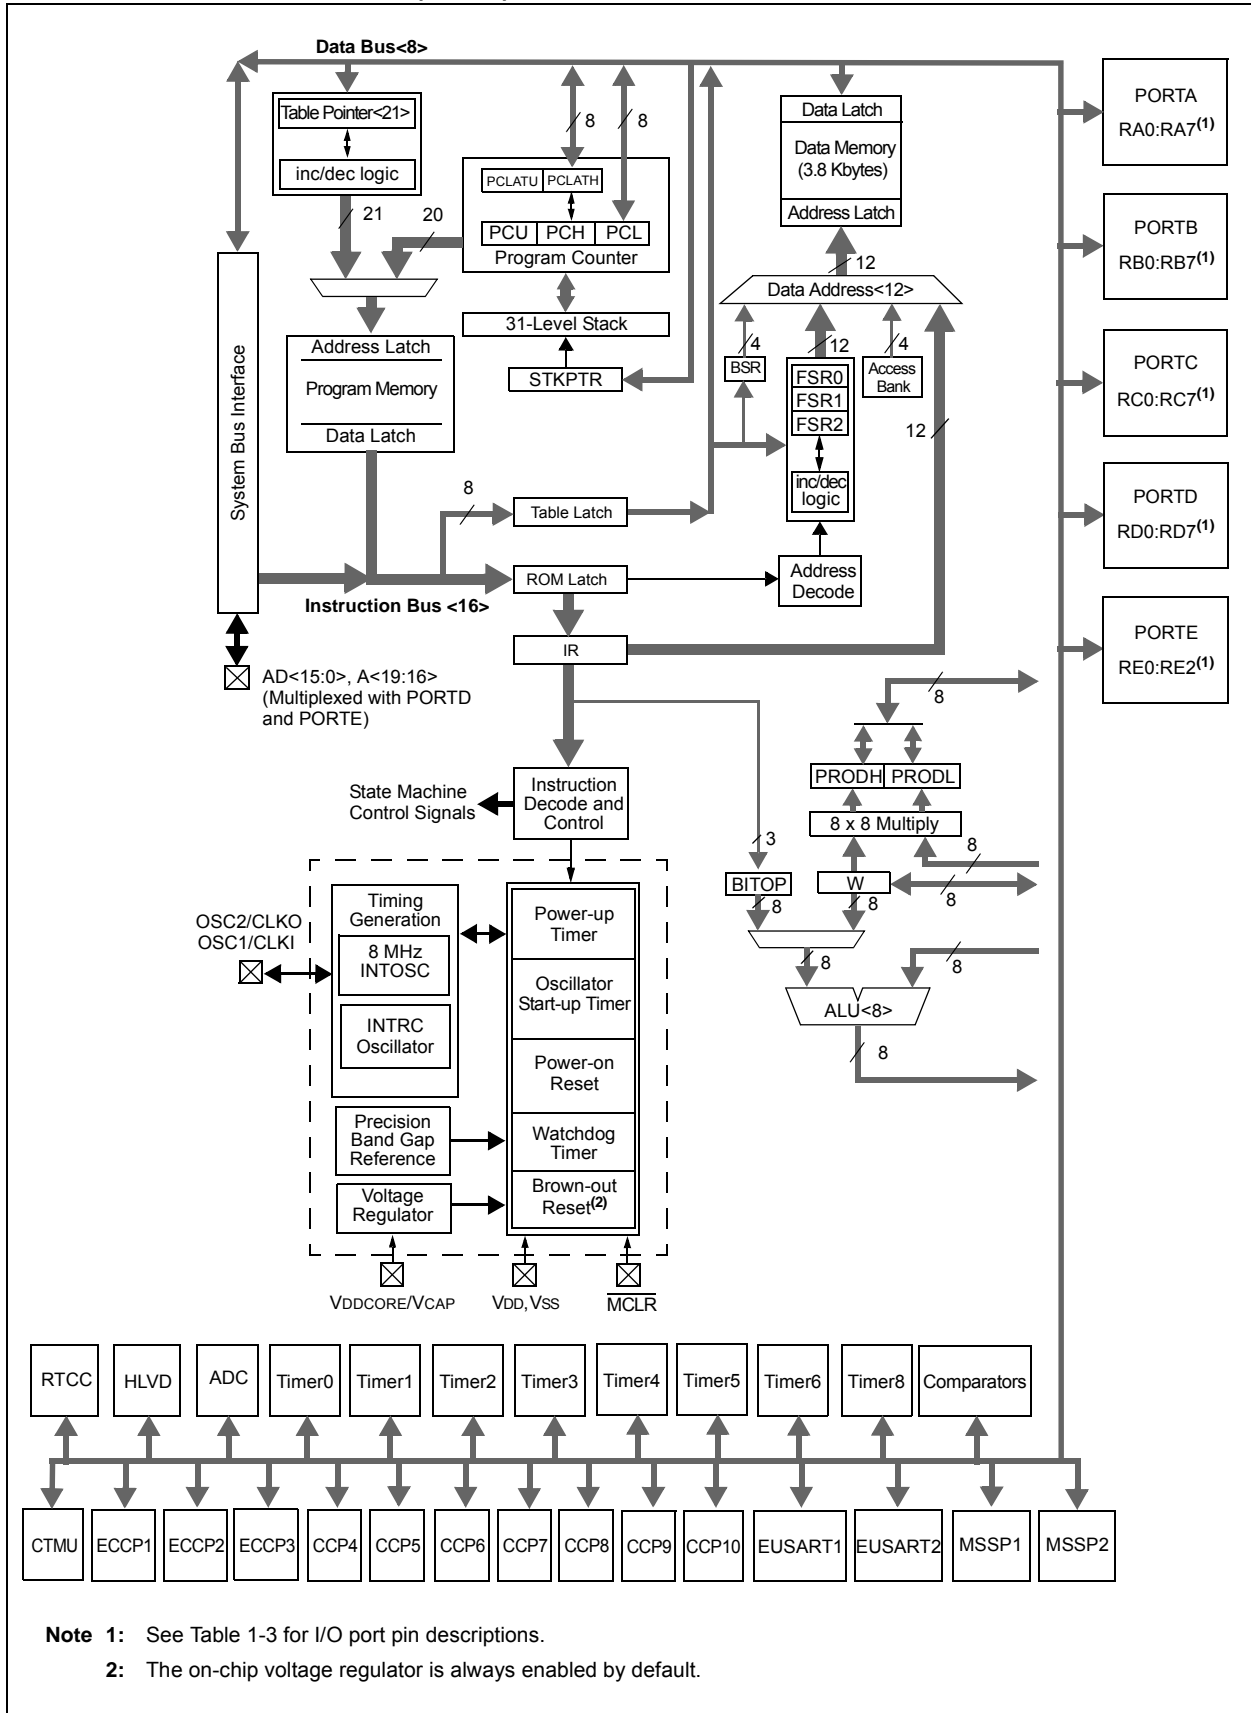 Data Bus<8>
Table Pointer<21>
inc/dec logic
21
20
8
8
PCLATU PCLATH
PCU PCH PCL
Program Counter
31-Level Stack
STKPTR
Data Latch
Data Memory
(3.8 Kbytes)
Address Latch
12
Data Address<12>
4
12
4
BSR
FSR0
FSR1
FSR2
inc/dec
logic
Access
Bank
12
Address
Decode
System Bus Interface
Address Latch
Program Memory
Data Latch
8
Table Latch
ROM Latch
Instruction Bus <16>
IR
AD<15:0>, A<19:16>
(Multiplexed with PORTD
and PORTE)
PORTA
RA0:RA7(1)
PORTB
RB0:RB7(1)
PORTC
RC0:RC7(1)
PORTD
RD0:RD7(1)
PORTE
RE0:RE2(1)
State Machine
Control Signals
Instruction
Decode and
Control
8
PRODH PRODL
8 x 8 Multiply
3
8
BITOP
W
8
8
8
8
8
ALU<8>
8
OSC2/CLKO
OSC1/CLKI
Timing
Generation
8 MHz
INTOSC
INTRC
Oscillator
Precision
Band Gap
Reference
Voltage
Regulator
Power-up
Timer
Oscillator
Start-up Timer
Power-on
Reset
Watchdog
Timer
Brown-out
Reset(2)
VDDCORE/VCAP
VDD, VSS
MCLR
RTCC HLVD ADC Timer0 Timer1 Timer2 Timer3 Timer4 Timer5 Timer6 Timer8 Comparators
CTMU ECCP1 ECCP2 ECCP3 CCP4 CCP5 CCP6 CCP7 CCP8 CCP9 CCP10 EUSART1 EUSART2 MSSP1 MSSP2
Note 1: See Table 1-3 for I/O port pin descriptions.
2: The on-chip voltage regulator is always enabled by default.